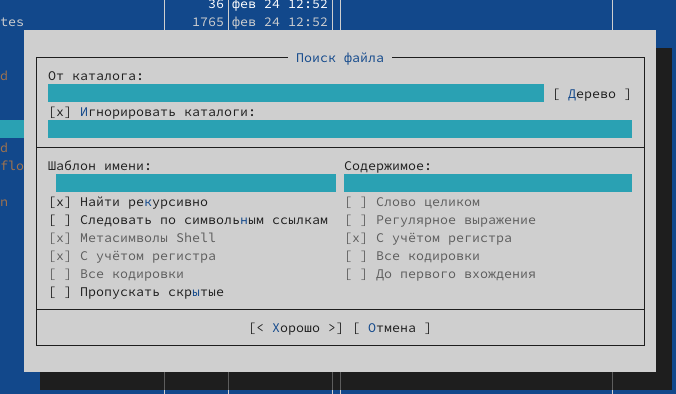 36 фев 24 12:52
tes 1765 фев 24 12:52
Поиск файла
d От каталога:
[ Дерево ]
[x] Игнорировать каталоги:
d
flo Шаблон имени: Содержимое:
n [x] Найти рекурсивно [ ] Слово целиком
[ ] Следовать по символьным ссылкам [ ] Регулярное выражение
[x] Метасимволы Shell [x] С учётом регистра
[x] С учётом регистра [ ] Все кодировки
[ ] Все кодировки [ ] До первого вхождения
[ ] Пропускать скрытые
[< Хорошо >] [ Отмена ]